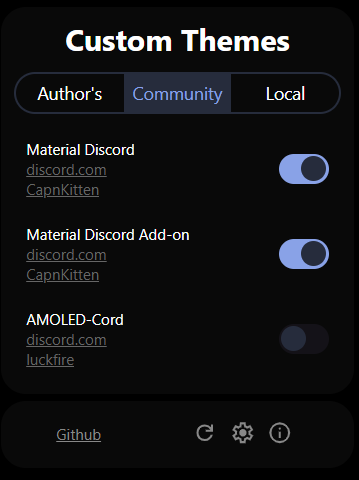 Custom Themes
Author's Community Local
Material Discord
discord.com
CapnKitten
Material Discord Add-on
discord.com
CapnKitten
AMOLED-Cord
discord.com
luckfire
Github